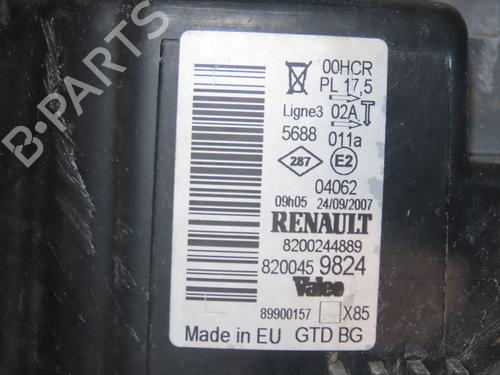 B-PARTS
00HCR
PL 17,5
Ligne3 02A T
5688 011a
287 E2
04062
09h05 24/09/2007
RENAULT
8200244889
820045 9824
Valeo
89900157 X85
Made in EU GTD BG